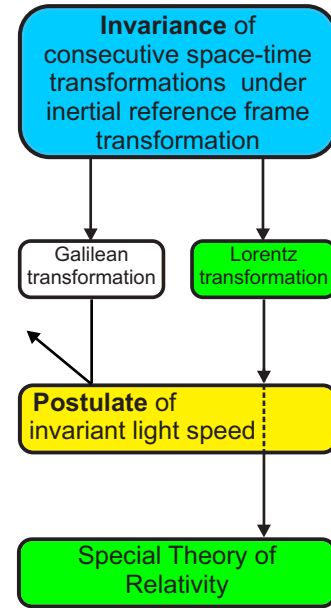 Invariance of
consecutive space-time
transformations under
inertial reference frame
transformation
Galilean
transformation
Lorentz
transformation
Postulate of
invariant light speed
Special Theory of
Relativity